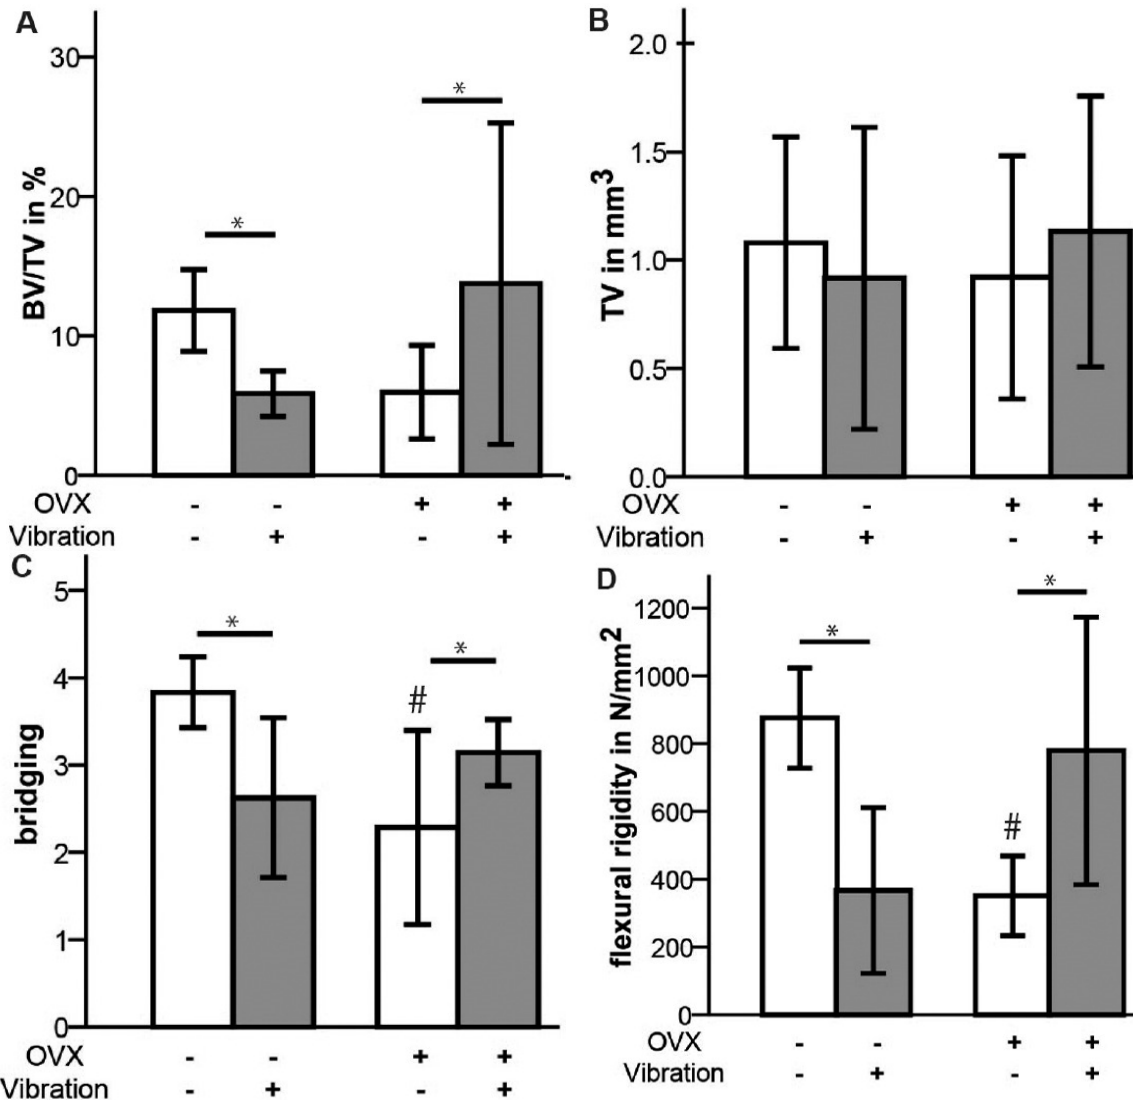 A
BV/TV in %
30
20
10
0
*
*
OVX - - + +
Vibration - + - +
B
TV in mm³
2.0
1.5
1.0
0.5
0.0
OVX - - + +
Vibration - + - +
C
bridging
5
4
3
2
1
0
*
*
#
OVX - - + +
Vibration - + - +
D
flexural rigidity in N/mm²
1200
1000
800
600
400
200
0
*
*
#
OVX - - + +
Vibration - + - +